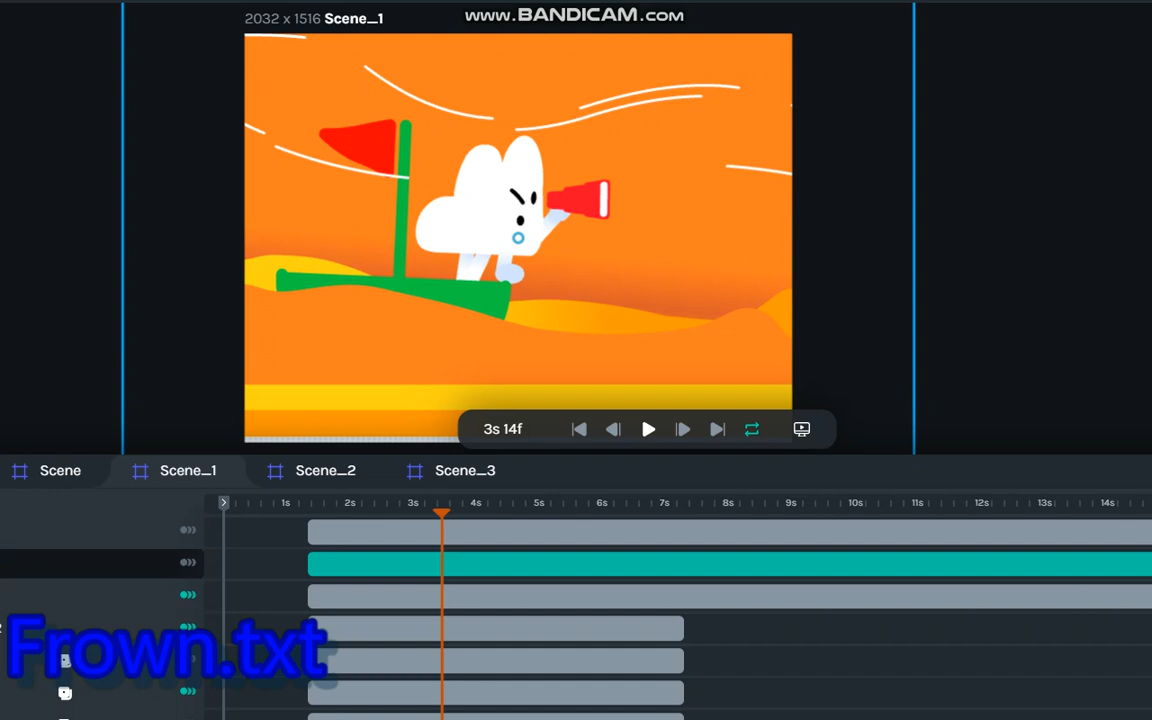 www.BANDICAM.com
2032 x 1516 Scene_1
3s 14f
Scene
Scene_1
Scene_2
Scene_3
1s 2s 3s 4s 5s 6s 7s 8s 9s 10s 11s 12s 13s 14s
Frown.txt